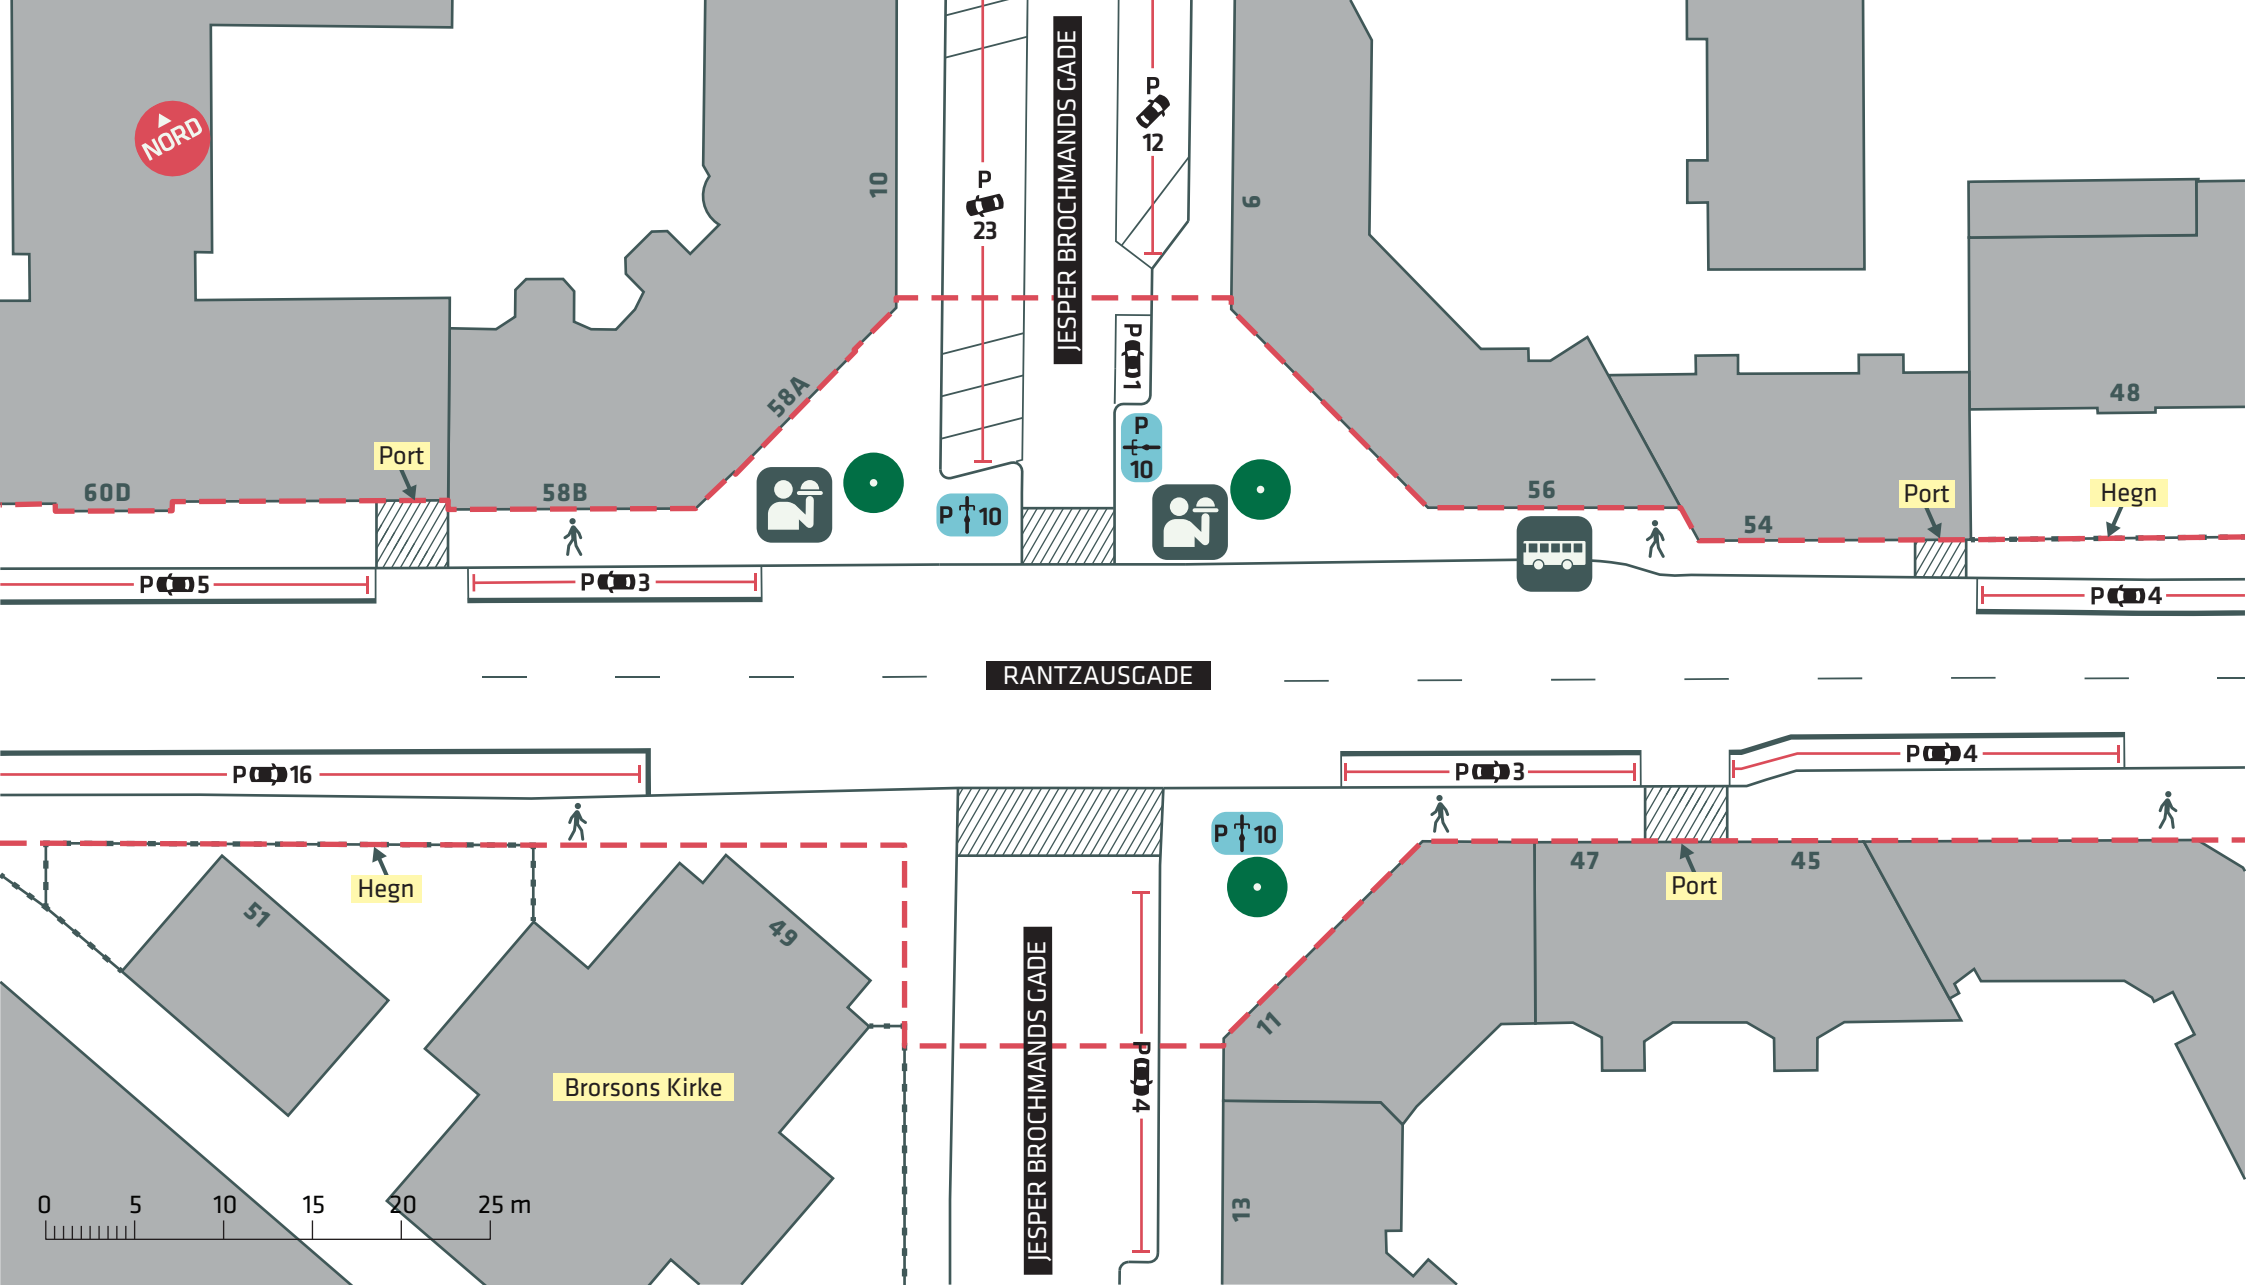 JESPER BROCHMANDS GADE
P
12
NORD
10
6
P
23
P 1
58A
48
Port
P
10
60D
58B
56
Port
Hegn
P 10
54
P 5
P 3
P 4
RANTZAUSGADE
P 16
P 3
P 4
P 10
47
45
Hegn
Port
51
49
11
JESPER BROCHMANDS GADE
P 4
Brorsons Kirke
13
0 5 10 15 20 25 m